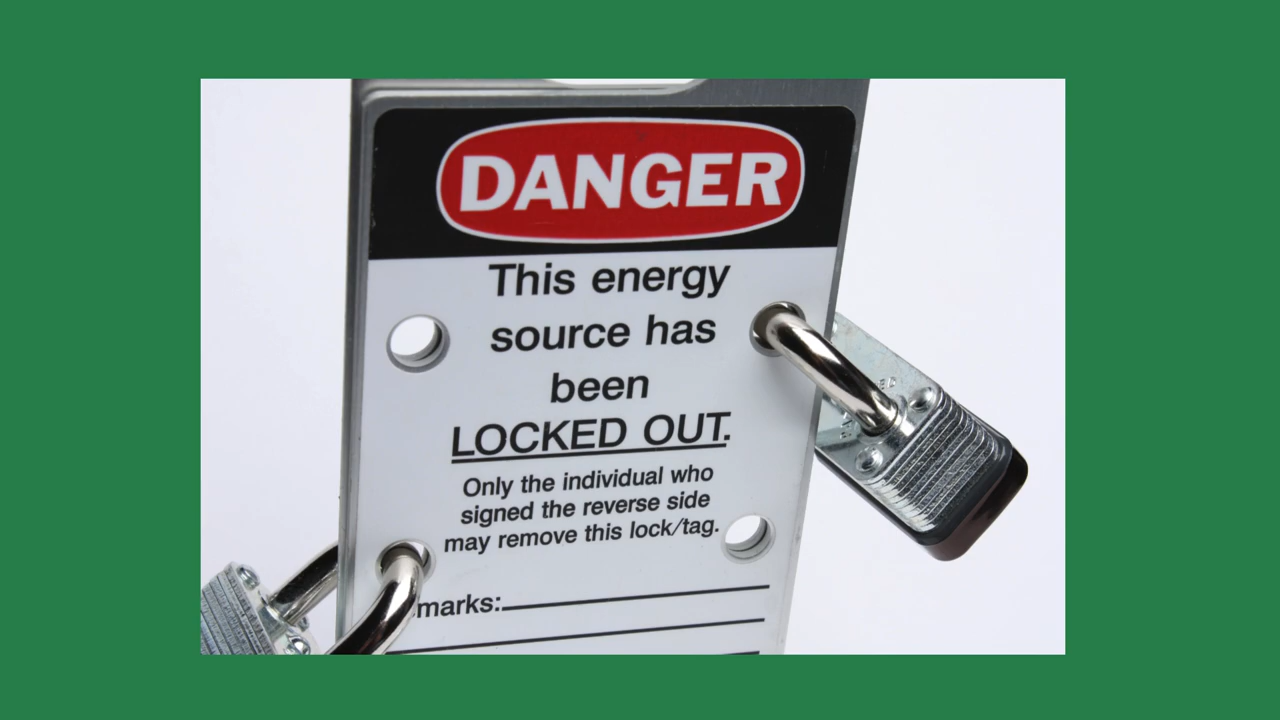 DANGER
This energy
source has
been
LOCKED OUT.
Only the individual who
signed the reverse side
may remove this lock/tag.
marks: